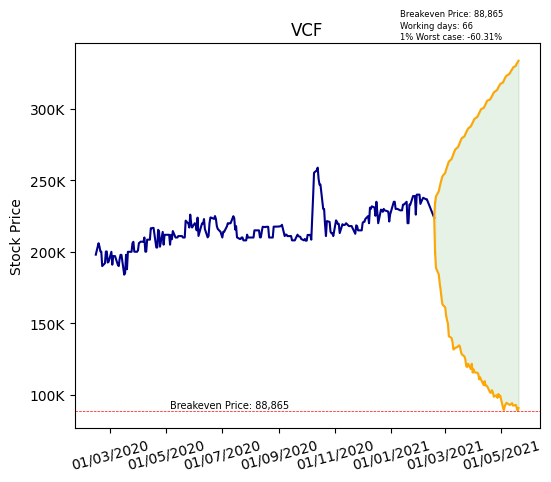 Breakeven Price: 88,865
Working days: 66
1% Worst case: -60.31%
VCF
Stock Price
300K
250K
200K
150K
100K
Breakeven Price: 88,865
01/03/2020 01/05/2020 01/07/2020 01/09/2020 01/11/2020 01/01/2021 01/03/2021 01/05/2021